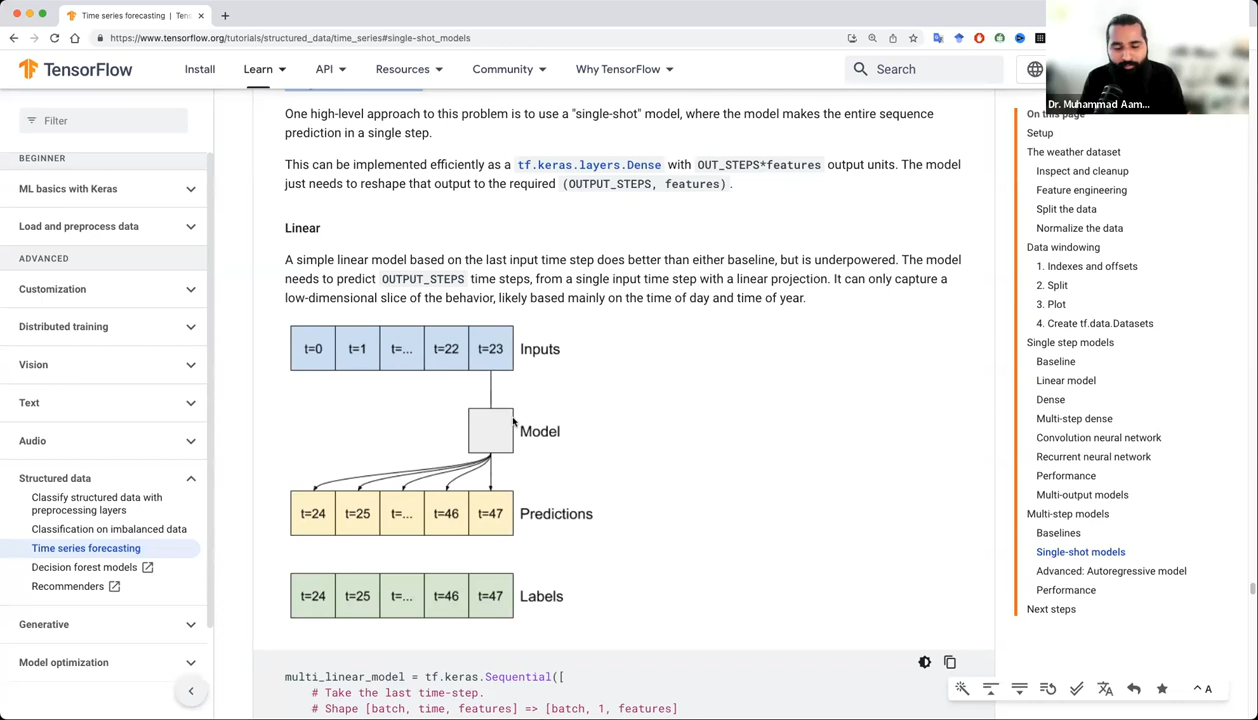 Time series forecasting | Ten
https://www.tensorflow.org/tutorials/structured_data/time_series#single-shot_models
TensorFlow
Install
Learn
API
Resources
Community
Why TensorFlow
Search
Dr. Muhammad Aam...
Filter
BEGINNER
ML basics with Keras
Load and preprocess data
ADVANCED
Customization
Distributed training
Vision
Text
Audio
Structured data
Classify structured data with
preprocessing layers
Classification on imbalanced data
Time series forecasting
Decision forest models
Recommenders
Generative
Model optimization
One high-level approach to this problem is to use a "single-shot" model, where the model makes the entire sequence
prediction in a single step.
This can be implemented efficiently as a tf.keras.layers.Dense with OUT_STEPS*features output units. The model
just needs to reshape that output to the required (OUTPUT_STEPS, features).
Linear
A simple linear model based on the last input time step does better than either baseline, but is underpowered. The model
needs to predict OUTPUT_STEPS time steps, from a single input time step with a linear projection. It can only capture a
low-dimensional slice of the behavior, likely based mainly on the time of day and time of year.
t=0 t=1 t=... t=22 t=23 Inputs
Model
t=24 t=25 t=... t=46 t=47 Predictions
t=24 t=25 t=... t=46 t=47 Labels
multi_linear_model = tf.keras.Sequential([
# Take the last time-step.
# Shape [batch, time, features] => [batch, 1, features]
On this page
Setup
The weather dataset
Inspect and cleanup
Feature engineering
Split the data
Normalize the data
Data windowing
1. Indexes and offsets
2. Split
3. Plot
4. Create tf.data.Datasets
Single step models
Baseline
Linear model
Dense
Multi-step dense
Convolution neural network
Recurrent neural network
Performance
Multi-output models
Multi-step models
Baselines
Single-shot models
Advanced: Autoregressive model
Performance
Next steps
A